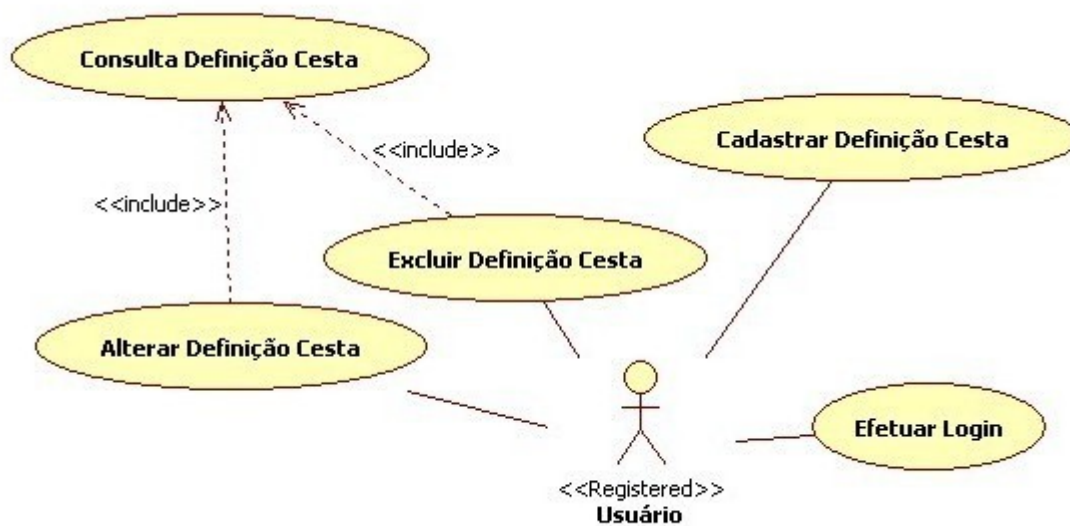 Consulta Definição Cesta
Cadastrar Definição Cesta
<<include>>
<<include>>
Excluir Definição Cesta
Alterar Definição Cesta
Efetuar Login
<<Registered>>
Usuário